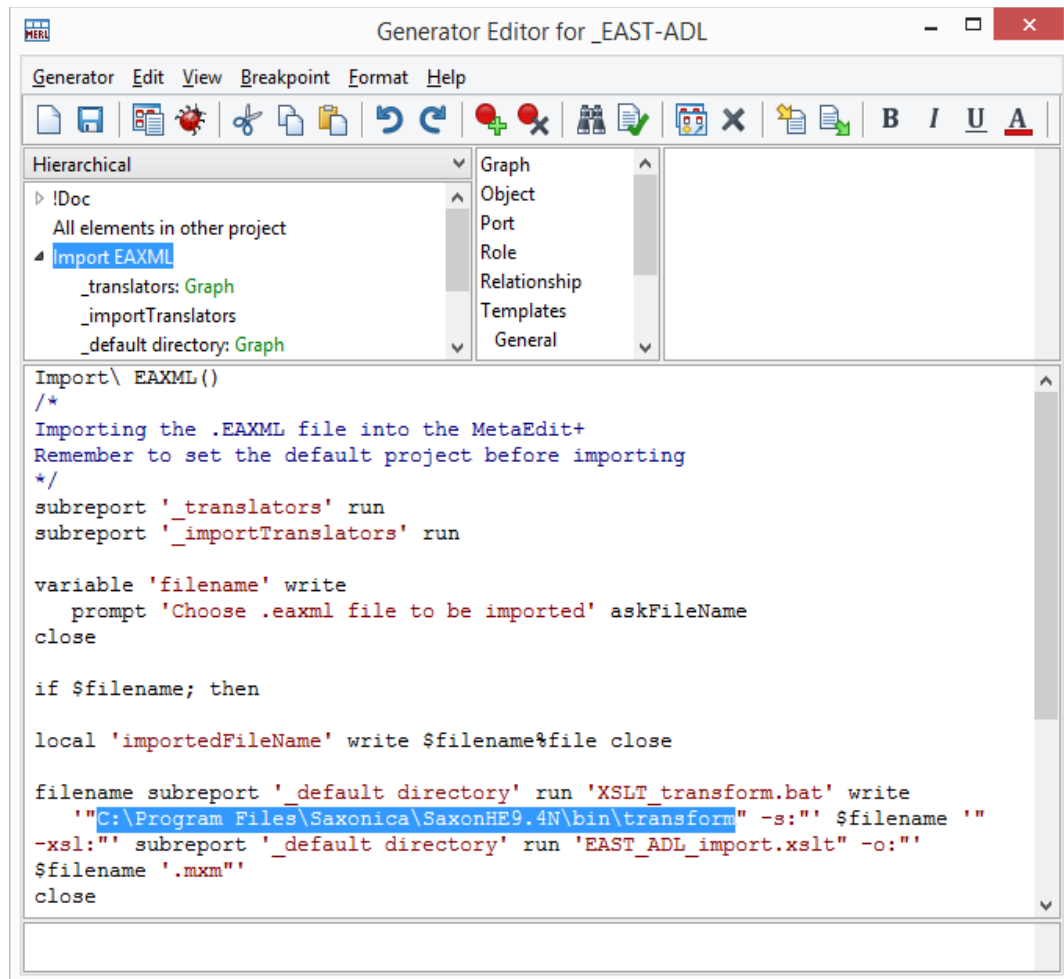 MERL
Generator Editor for _EAST-ADL
Generator Edit View Breakpoint Format Help
B I U A
Hierarchical
!Doc
All elements in other project
Import EAXML
_translators: Graph
_importTranslators
_default directory: Graph
Graph
Object
Port
Role
Relationship
Templates
General
Import\ EAXML()
/*
Importing the .EAXML file into the MetaEdit+
Remember to set the default project before importing
*/
subreport '_translators' run
subreport '_importTranslators' run
variable 'filename' write
prompt 'Choose .eaxml file to be imported' askFileName
close
if $filename; then
local 'importedFileName' write $filename%file close
filename subreport '_default directory' run 'XSLT_transform.bat' write
'"C:\Program Files\Saxonica\SaxonHE9.4N\bin\transform" -s:"' $filename '"
-xsl:"' subreport '_default directory' run 'EAST_ADL_import.xslt" -o:"'
$filename '.mxm"'
close